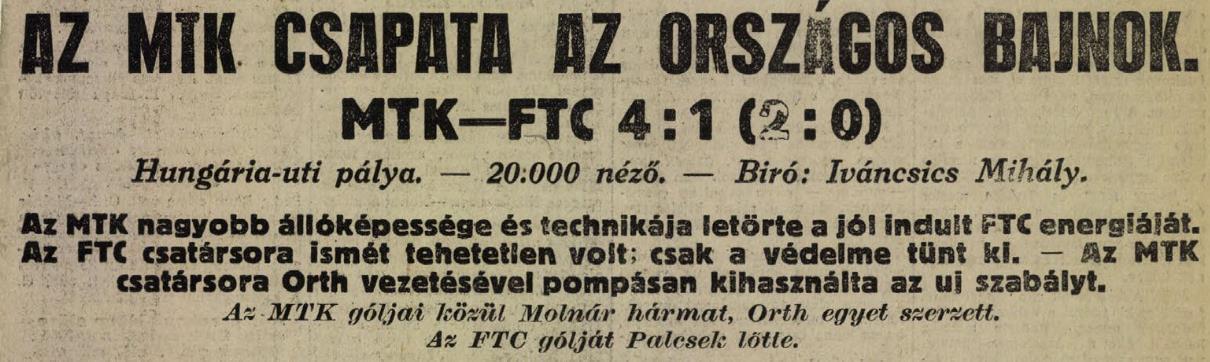 AZ MTK CSAPATA AZ ORSZÁGOS BAJNOK.
MTK—FTC 4:1 (2:0)
Hungária-uti pálya. — 20.000 néző. — Biró: Iváncsics Mihály.
Az MTK nagyobb állóképessége és technikája letörte a jól indult FTC energiáját.
Az FTC csatársora ismét tehetetlen volt; csak a védelme tünt ki. — Az MTK
csatársora Orth vezetésével pompásan kihasználta az uj szabályt.
Az MTK góljai közül Molnár hármat, Orth egyet szerzett.
Az FTC gólját Palcsek lőtte.